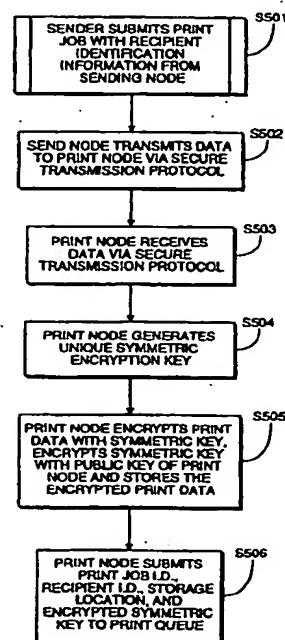 S501
SENDER SUBMITS PRINT
JOB WITH RECIPIENT
IDENTIFICATION
INFORMATION FROM
SENDING NODE
S502
SEND NODE TRANSMITS DATA
TO PRINT NODE VIA SECURE
TRANSMISSION PROTOCOL
S503
PRINT NODE RECEIVES
DATA VIA SECURE
TRANSMISSION PROTOCOL
S504
PRINT NODE GENERATES
UNIQUE SYMMETRIC
ENCRYPTION KEY
S505
PRINT NODE ENCRYPTS PRINT
DATA WITH SYMMETRIC KEY,
ENCRYPTS SYMMETRIC KEY
WITH PUBLIC KEY OF PRINT
NODE AND STORES THE
ENCRYPTED PRINT DATA
S506
PRINT NODE SUBMITS
PRINT JOB I.D.,
RECIPIENT I.D., STORAGE
LOCATION, AND
ENCRYPTED SYMMETRIC
KEY TO PRINT QUEUE